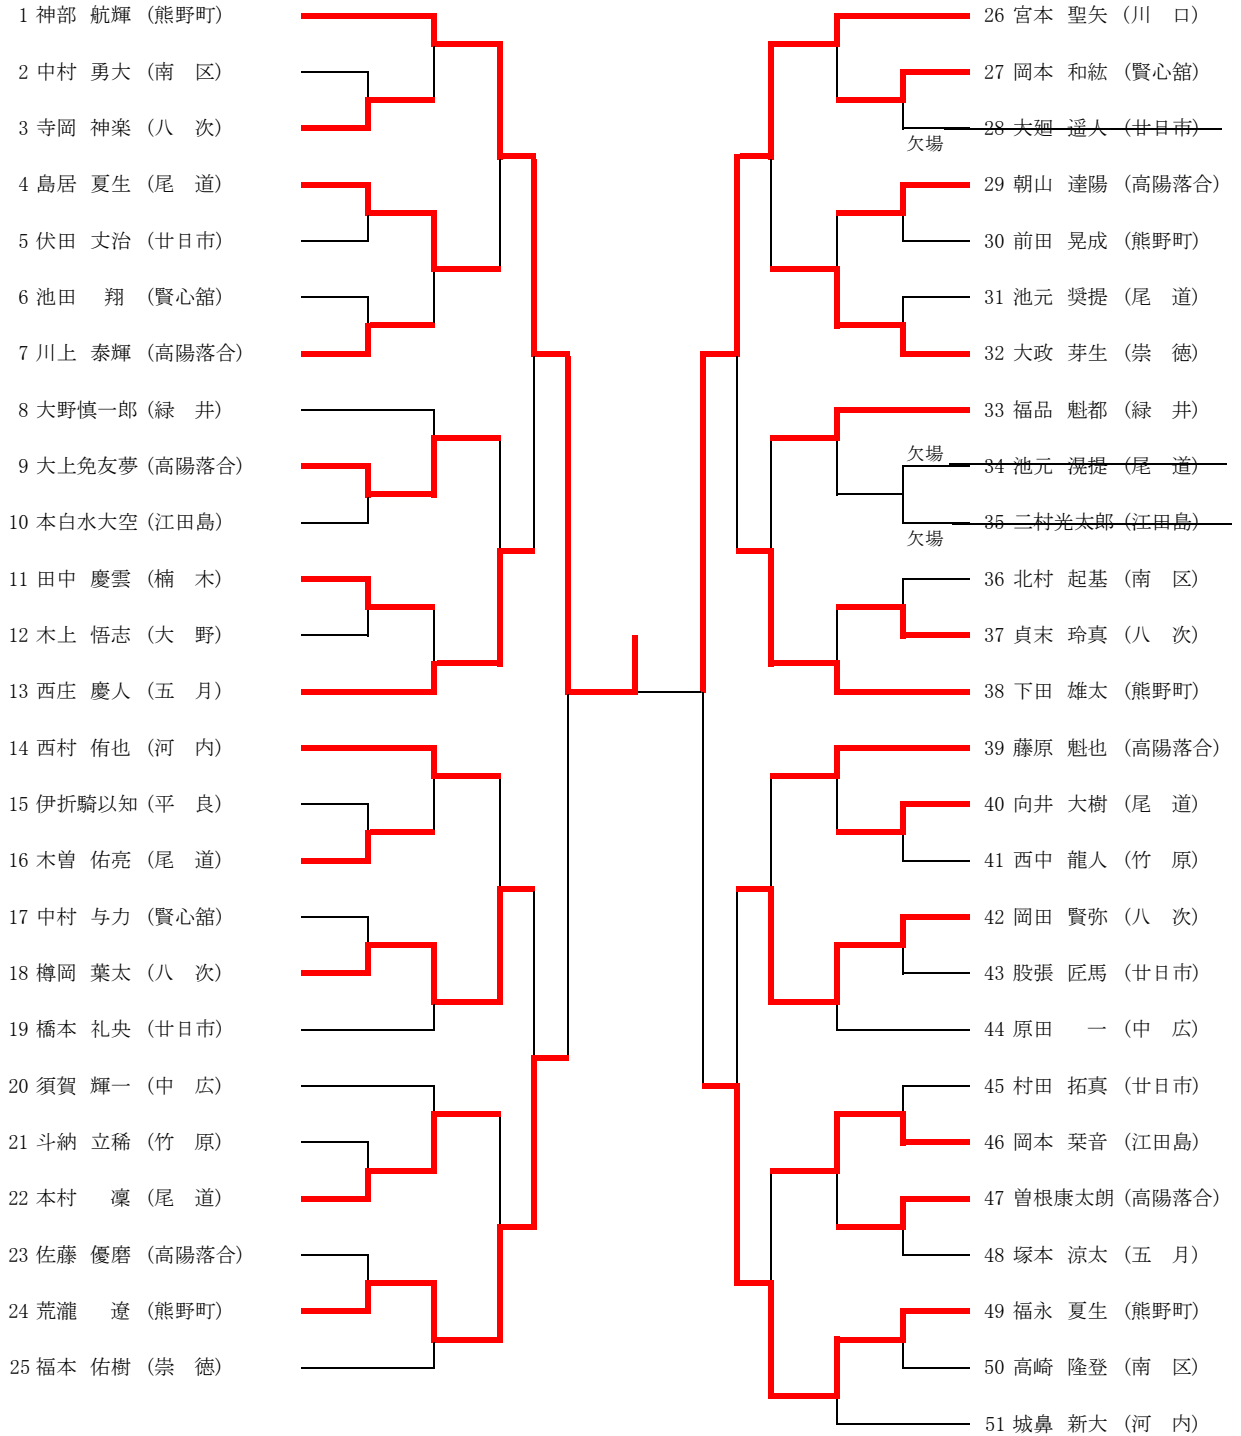 1 神部 航輝 (熊野町)
2 中村 勇大 (南 区)
3 寺岡 神楽 (八 次)
4 島居 夏生 (尾 道)
5 伏田 丈治 (廿日市)
6 池田 翔 (賢心舘)
7 川上 泰輝 (高陽落合)
8 大野慎一郎 (緑 井)
9 大上免友夢 (高陽落合)
10 本白水大空 (江田島)
11 田中 慶雲 (楠 木)
12 木上 悟志 (大 野)
13 西庄 慶人 (五 月)
14 西村 侑也 (河 内)
15 伊折騎以知 (平 良)
16 木曽 佑亮 (尾 道)
17 中村 与力 (賢心舘)
18 樽岡 葉太 (八 次)
19 橋本 礼央 (廿日市)
20 須賀 輝一 (中 広)
21 斗納 立稀 (竹 原)
22 本村 凜 (尾 道)
23 佐藤 優磨 (高陽落合)
24 荒瀧 遼 (熊野町)
25 福本 佑樹 (崇 徳)
26 宮本 聖矢 (川 口)
27 岡本 和紘 (賢心舘)
28 大廻 遥人 (廿日市)
欠場
29 朝山 達陽 (高陽落合)
30 前田 晃成 (熊野町)
31 池元 奨提 (尾 道)
32 大政 芽生 (崇 徳)
33 福品 魁都 (緑 井)
欠場
34 池元 滉提 (尾 道)
35 二村光太郎 (江田島)
欠場
36 北村 起基 (南 区)
37 貞末 玲真 (八 次)
38 下田 雄太 (熊野町)
39 藤原 魁也 (高陽落合)
40 向井 大樹 (尾 道)
41 西中 龍人 (竹 原)
42 岡田 賢弥 (八 次)
43 股張 匠馬 (廿日市)
44 原田 一 (中 広)
45 村田 拓真 (廿日市)
46 岡本 栞音 (江田島)
47 曽根康太朗 (高陽落合)
48 塚本 涼太 (五 月)
49 福永 夏生 (熊野町)
50 高崎 隆登 (南 区)
51 城鼻 新大 (河 内)